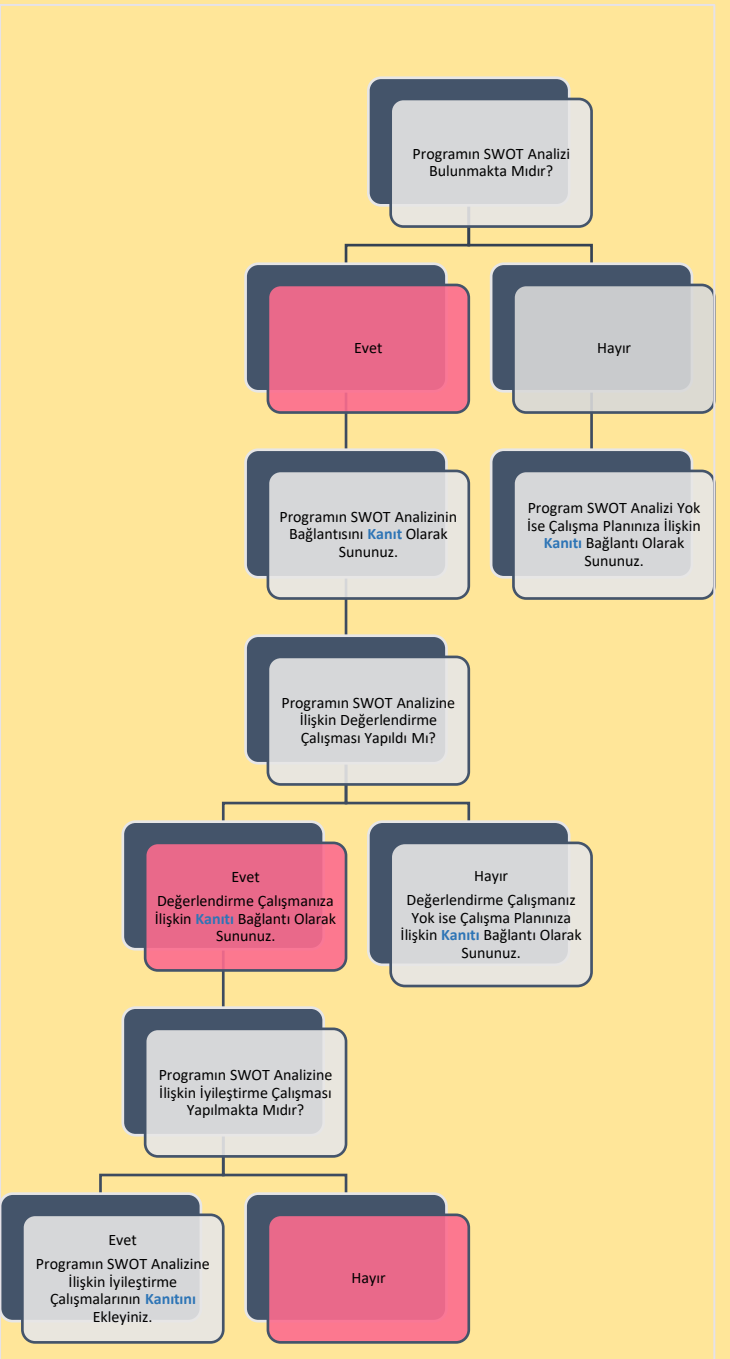 Programın SWOT Analizi
Bulunmakta Mıdır?
Evet
Hayır
Programın SWOT Analizinin
Bağlantısını Kanıt Olarak
Sununuz.
Program SWOT Analizi Yok
İse Çalışma Planınıza İlişkin
Kanıtı Bağlantı Olarak
Sununuz.
Programın SWOT Analizine
İlişkin Değerlendirme
Çalışması Yapıldı Mı?
Evet
Değerlendirme Çalışmanıza
İlişkin Kanıtı Bağlantı Olarak
Sununuz.
Hayır
Değerlendirme Çalışmanız
Yok ise Çalışma Planınıza
İlişkin Kanıtı Bağlantı Olarak
Sununuz.
Programın SWOT Analizine
İlişkin İyileştirme Çalışması
Yapılmakta Mıdır?
Evet
Programın SWOT Analizine
İlişkin İyileştirme
Çalışmalarının Kanıtını
Ekleyiniz.
Hayır